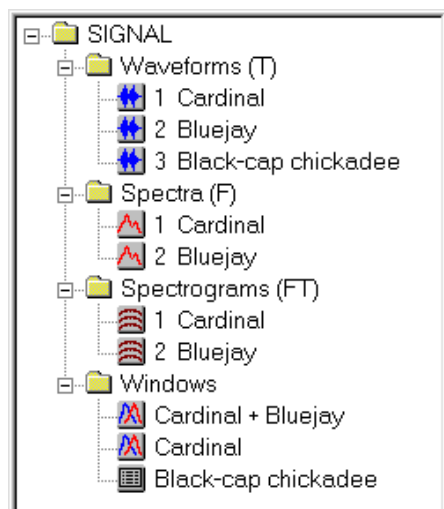 SIGNAL
Waveforms (T)
1 Cardinal
2 Bluejay
3 Black-cap chickadee
Spectra (F)
1 Cardinal
2 Bluejay
Spectrograms (FT)
1 Cardinal
2 Bluejay
Windows
Cardinal + Bluejay
Cardinal
Black-cap chickadee